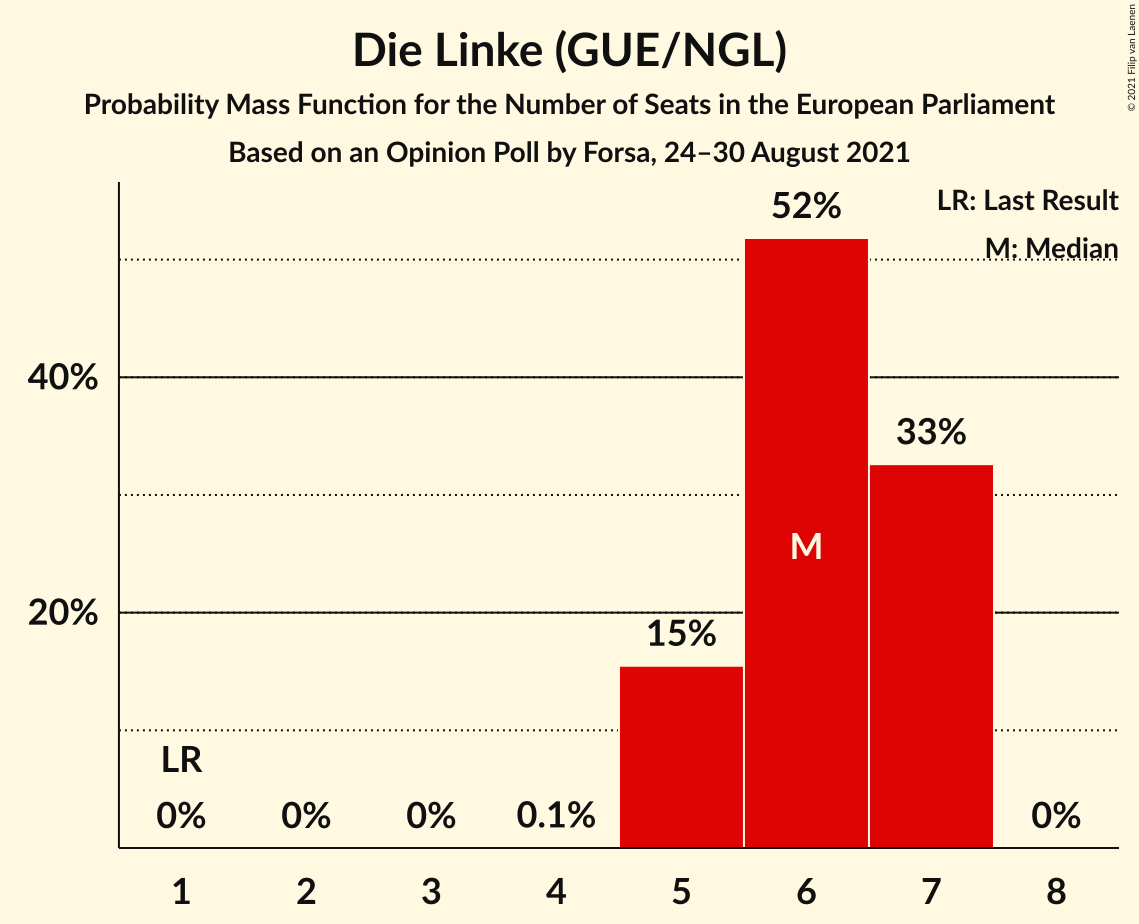 Die Linke (GUE/NGL)
Probability Mass Function for the Number of Seats in the European Parliament
Based on an Opinion Poll by Forsa, 24–30 August 2021
© 2021 Filip van Laenen
LR: Last Result
M: Median
52%
40%
33%
M
20%
15%
LR
0%
0%
0%
0.1%
0%
1
2
3
4
5
6
7
8